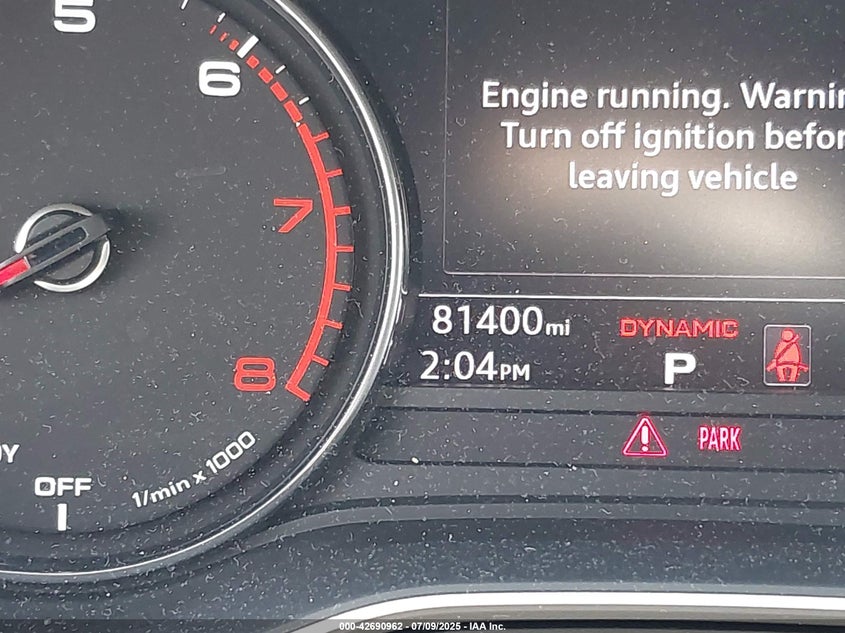 5
6
7
8
DY
OFF
1/min x 1000
Engine running. Warnin
Turn off ignition befor
leaving vehicle
81400mi
DYNAMIC
2:04PM
P
PARK
000-42690962 - 07/09/2025 - IAA Inc.